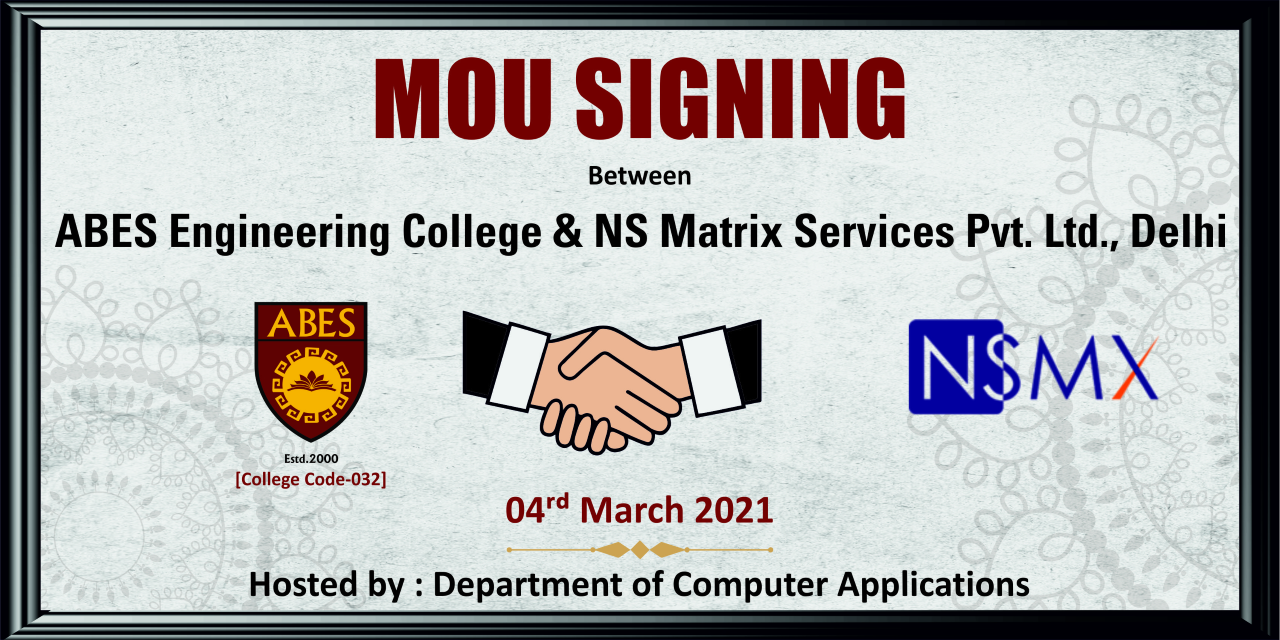 MOU SIGNING
Between
ABES Engineering College & NS Matrix Services Pvt. Ltd., Delhi
ABES
NSMX
Estd.2000
[College Code-032]
04rd March 2021
Hosted by : Department of Computer Applications